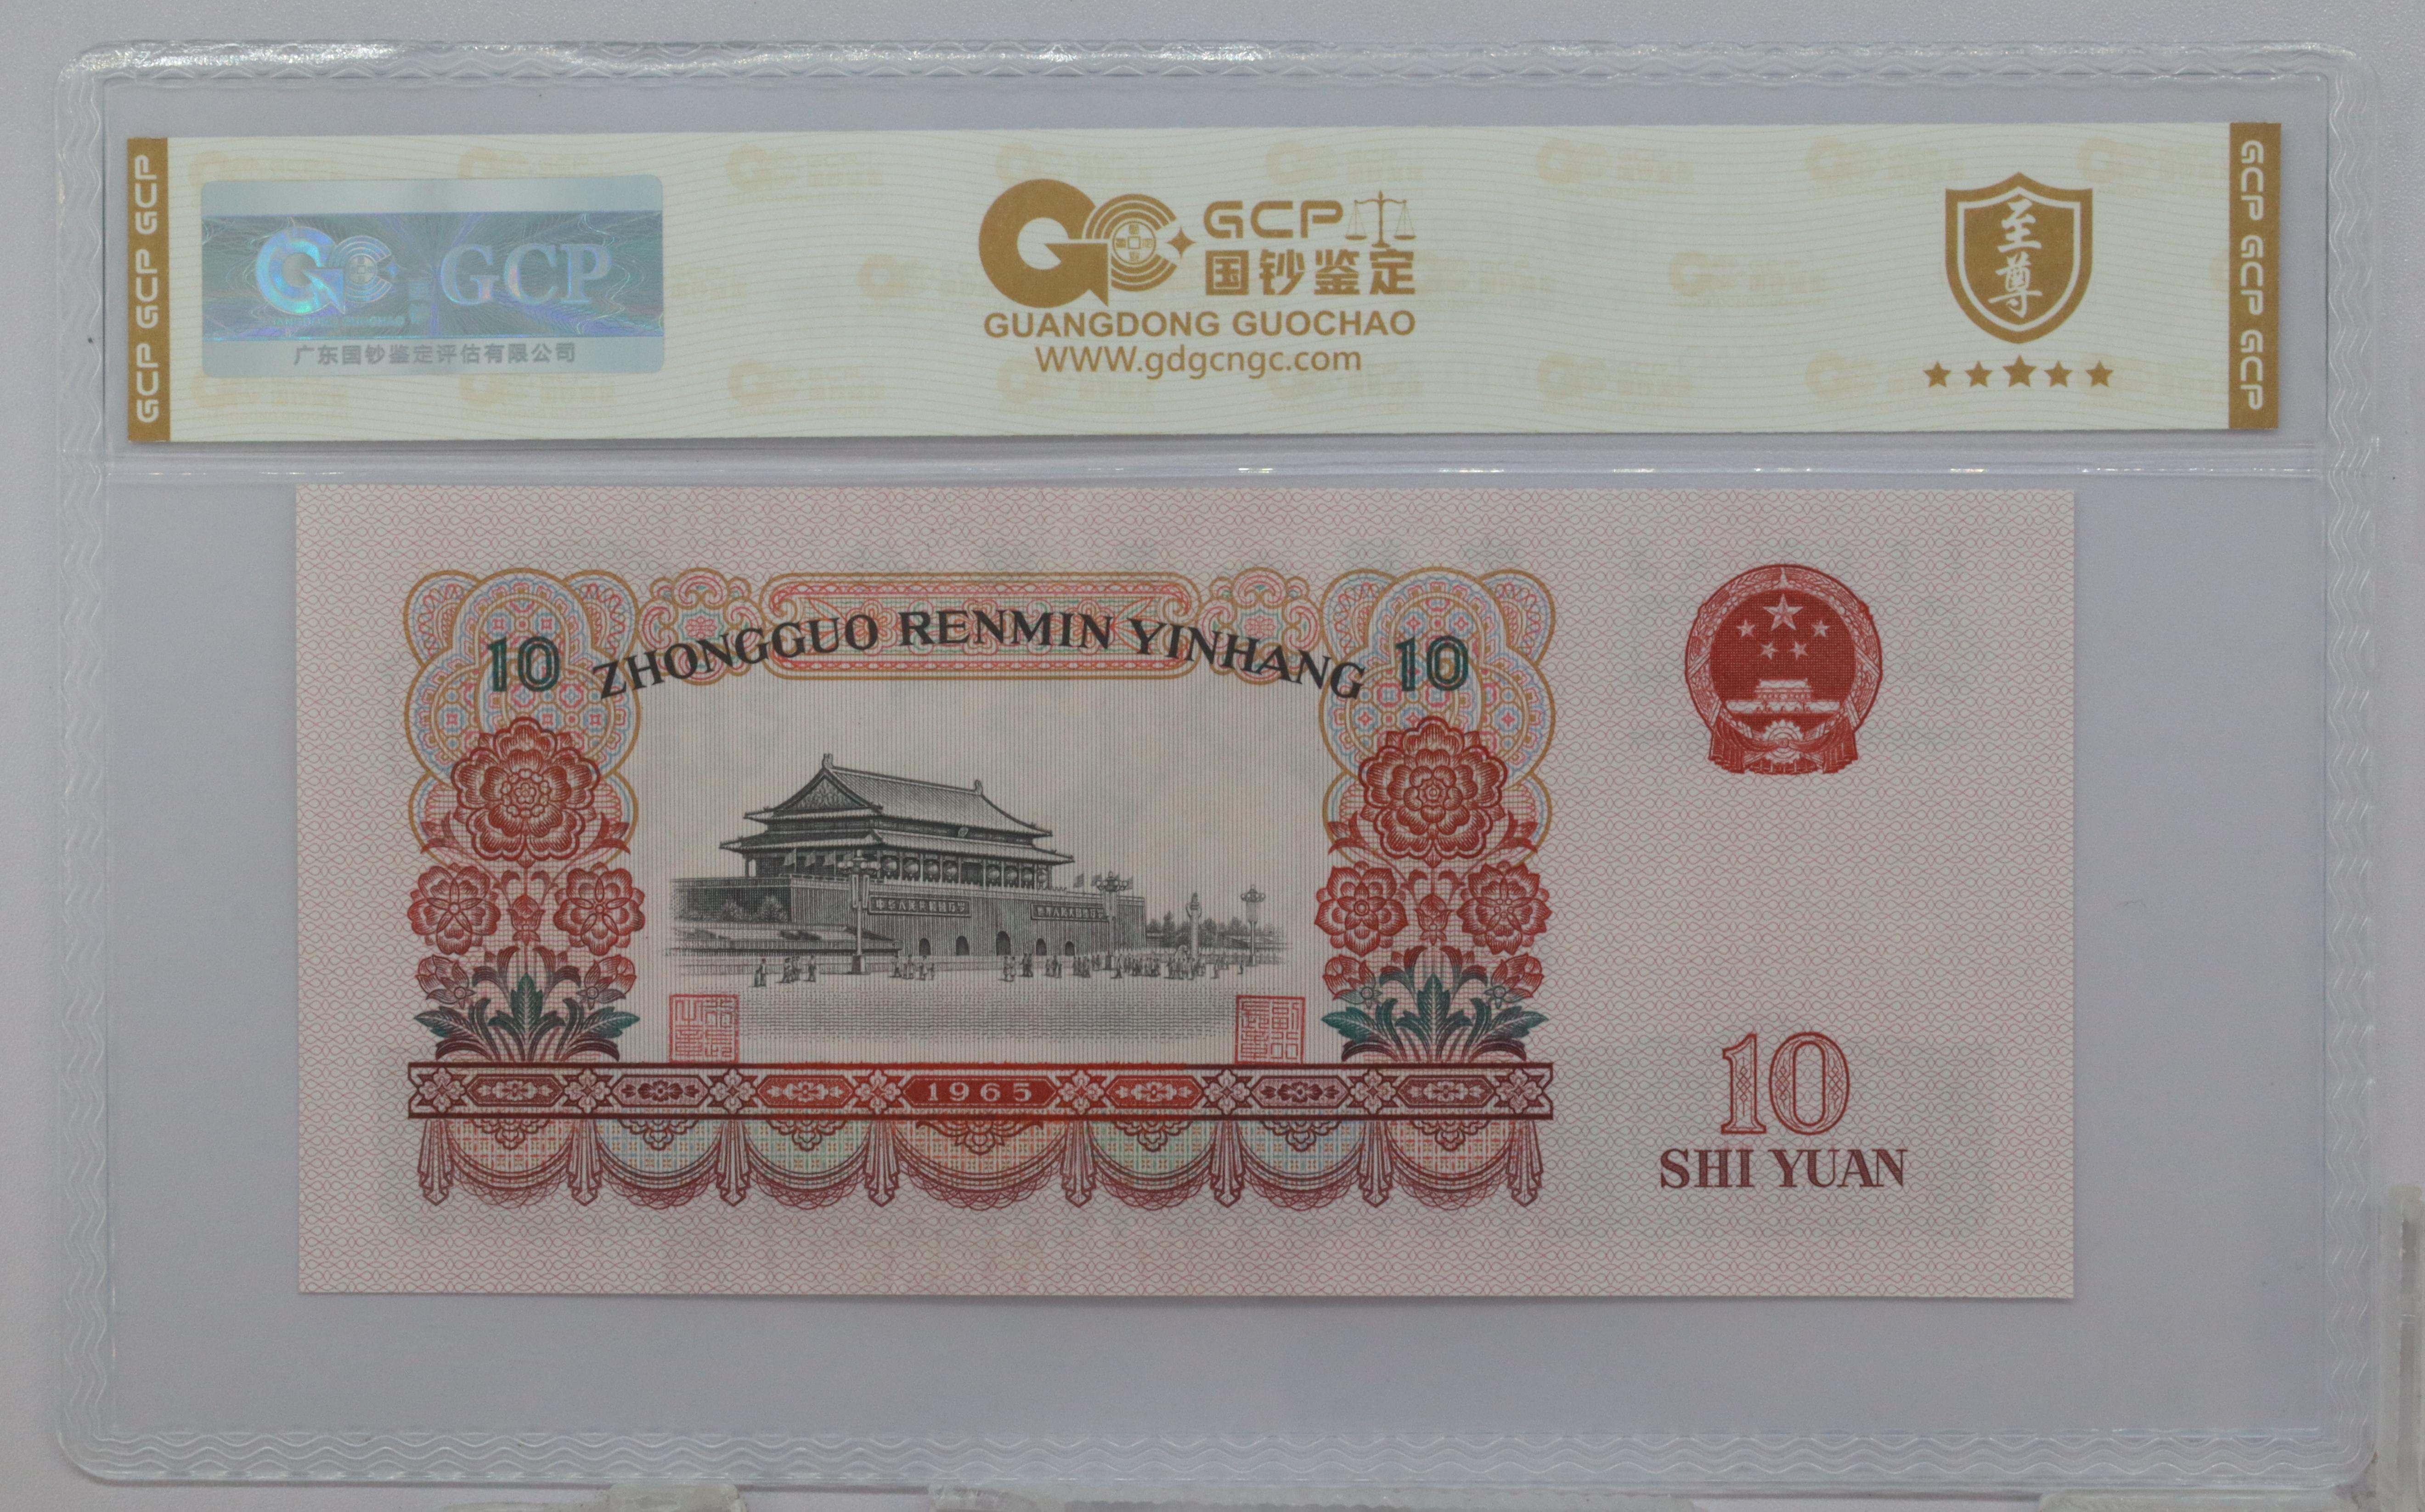 GCP GCP GCP
GCP
广东国钞鉴定评估有限公司
GCP
国钞鉴定
GUANGDONG GUOCHAO
WWW.gdgcngc.com
至尊
GCP GCP GCP
10 ZHONGGUO RENMIN YINHANG 10
1965
10
SHI YUAN